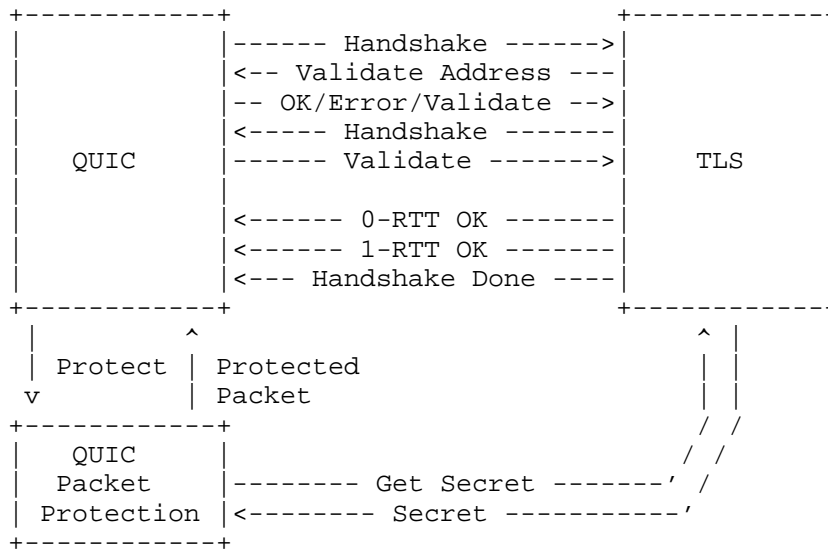 +------------+                          +------------
|            |------ Handshake ------>|
|            |<-- Validate Address ---|
|            |-- OK/Error/Validate -->|
|            |<----- Handshake -------|
|   QUIC     |------ Validate ------->|    TLS
|            |                        |
|            |<------ 0-RTT OK -------|
|            |<------ 1-RTT OK -------|
|            |<--- Handshake Done ----|
+------------+                          +------------
 |         ^                               ^ |
 | Protect | Protected                     | |
 v         | Packet                        | |
+------------+                             / /
|   QUIC     |                            / /
|  Packet    |-------- Get Secret -------' /
| Protection |<-------- Secret -----------'
+------------+